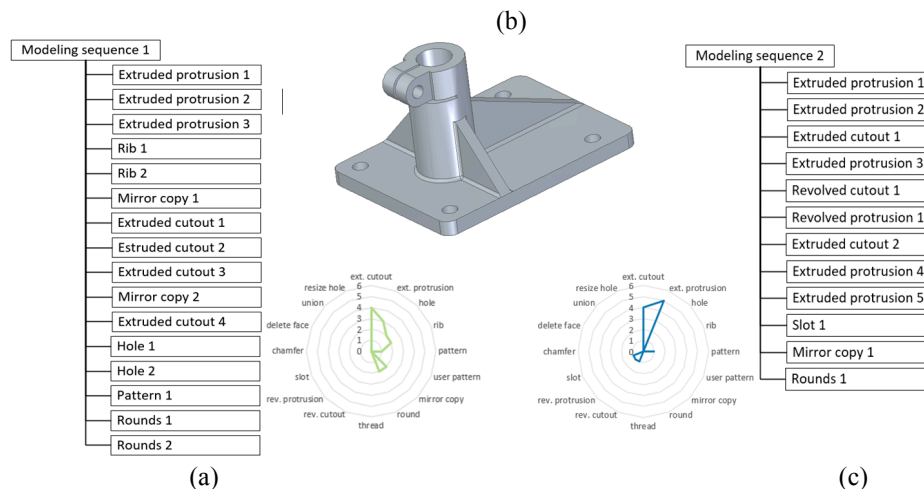 (b)
Modeling sequence 1
Extruded protrusion 1
Extruded protrusion 2
Extruded protrusion 3
Rib 1
Rib 2
Mirror copy 1
Extruded cutout 1
Estruded cutout 2
Extruded cutout 3
Mirror copy 2
Extruded cutout 4
Hole 1
Hole 2
Pattern 1
Rounds 1
Rounds 2
(a)
ext. cutout
ext. protrusion
hole
rib
pattern
user pattern
mirror copy
round
thread
rev. cutout
rev. protrusion
slot
chamfer
delete face
union
resize hole
6
5
4
3
2
1
0
ext. cutout
ext. protrusion
hole
rib
pattern
user pattern
mirror copy
round
thread
rev. cutout
rev. protrusion
slot
chamfer
delete face
union
resize hole
6
5
4
3
2
1
0
Modeling sequence 2
Extruded protrusion 1
Extruded protrusion 2
Extruded cutout 1
Extruded protrusion 3
Revolved cutout 1
Revolved protrusion 1
Extruded cutout 2
Extruded protrusion 4
Extruded protrusion 5
Slot 1
Mirror copy 1
Rounds 1
(c)